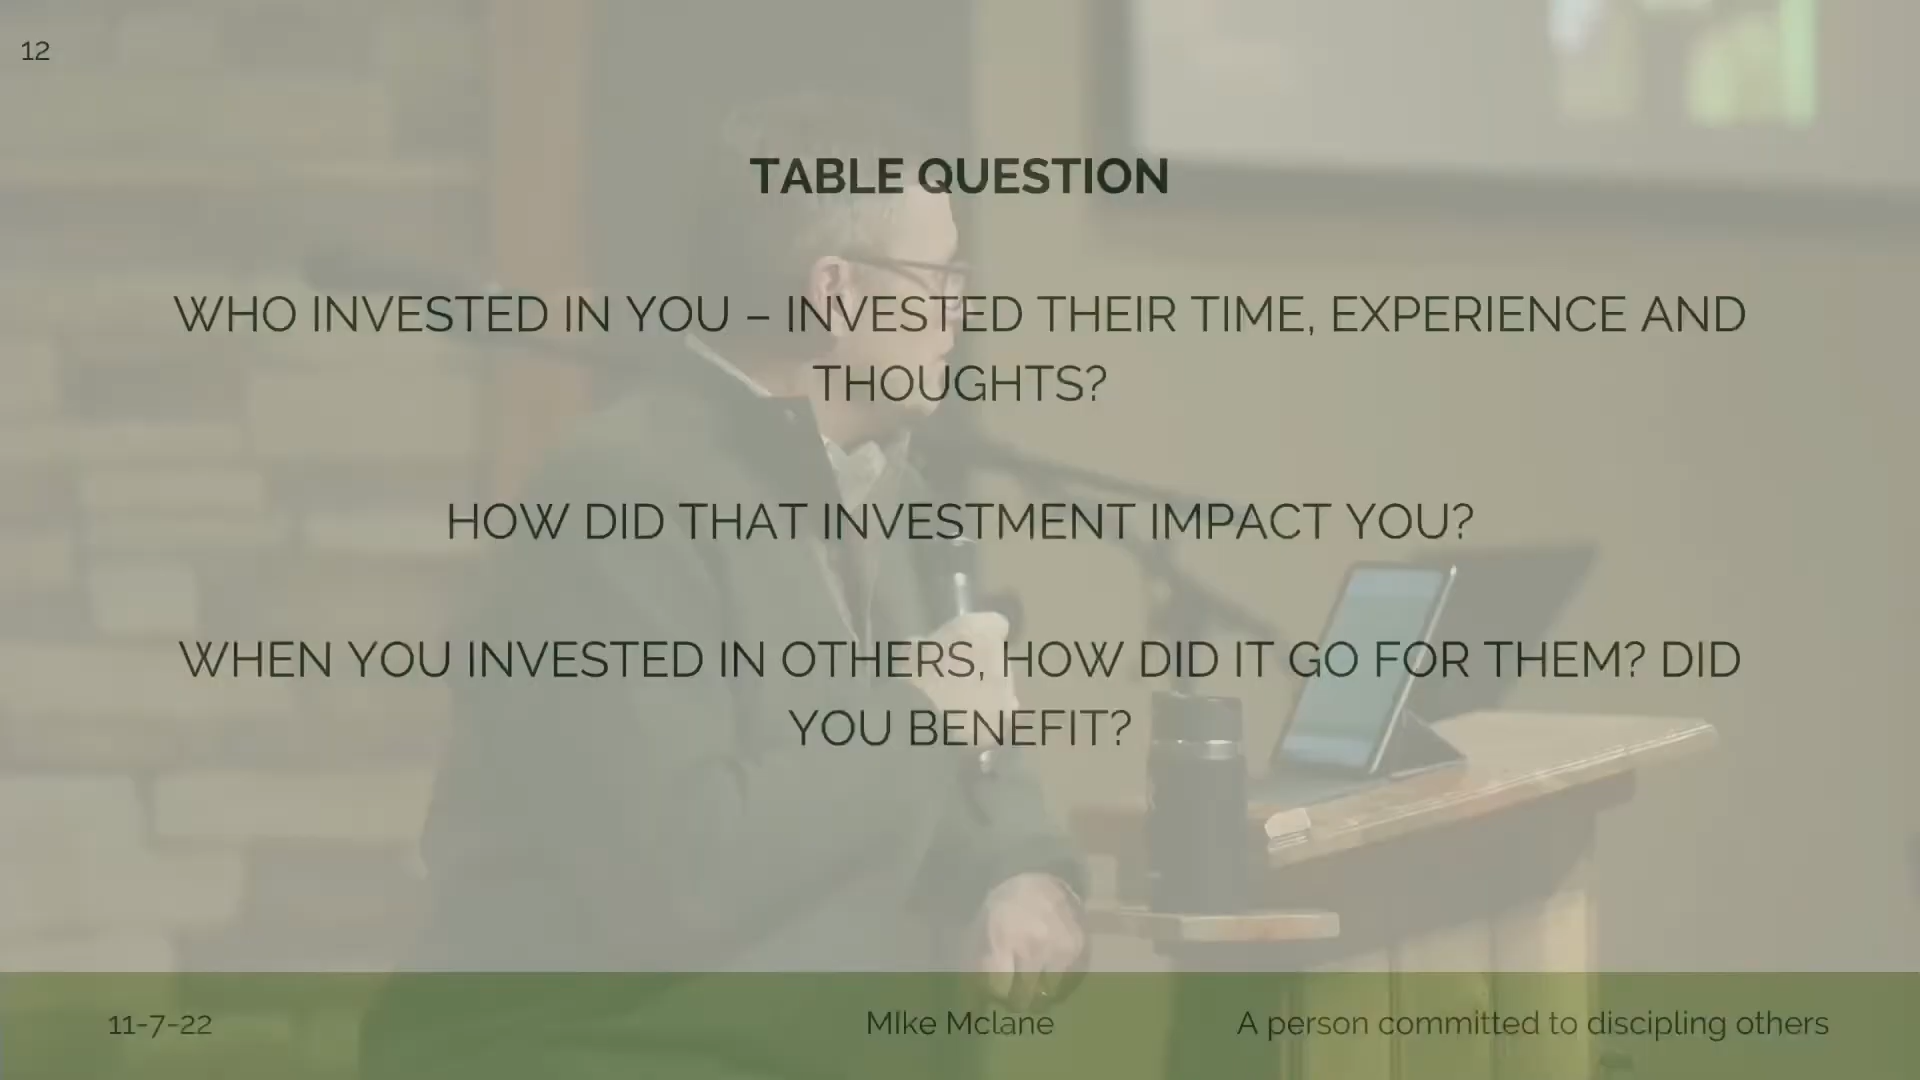 12
TABLE QUESTION
WHO INVESTED IN YOU – INVESTED THEIR TIME, EXPERIENCE AND
THOUGHTS?
HOW DID THAT INVESTMENT IMPACT YOU?
WHEN YOU INVESTED IN OTHERS, HOW DID IT GO FOR THEM? DID
YOU BENEFIT?
11-7-22
MIke Mclane
A person committed to discipling others